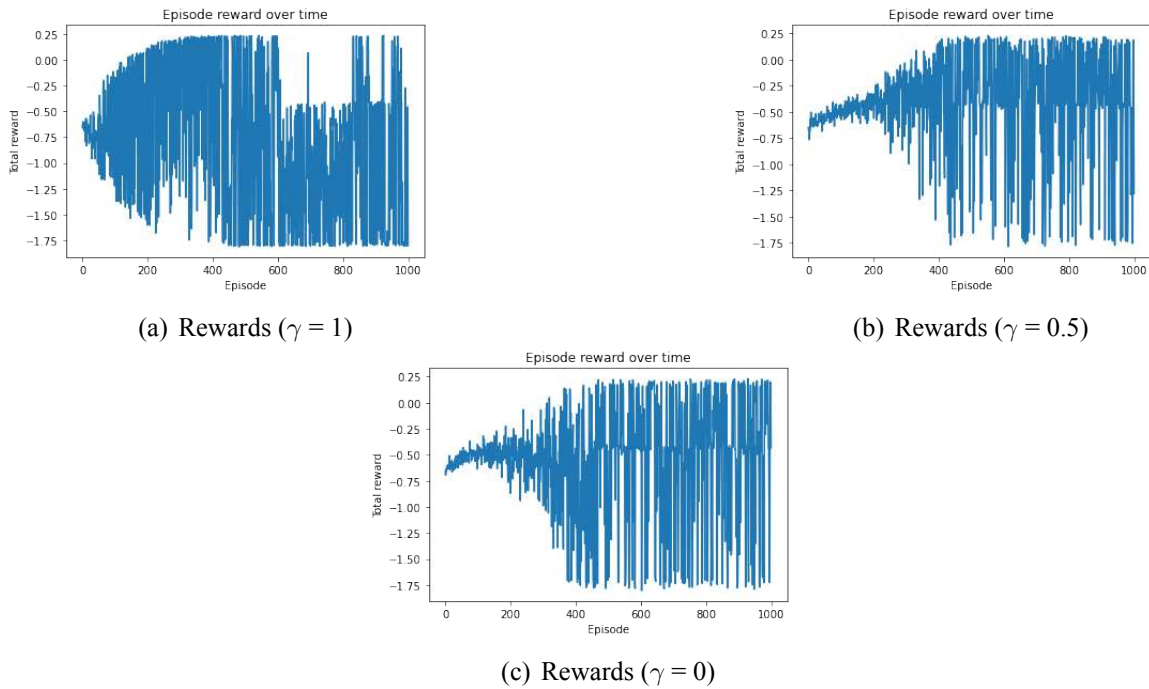 Episode reward over time
0.25
0.00
−0.25
−0.50
−0.75
−1.00
−1.25
−1.50
−1.75
Total reward
0 200 400 600 800 1000
Episode
(a) Rewards (γ = 1)
Episode reward over time
0.25
0.00
−0.25
−0.50
−0.75
−1.00
−1.25
−1.50
−1.75
Total reward
0 200 400 600 800 1000
Episode
(b) Rewards (γ = 0.5)
Episode reward over time
0.25
0.00
−0.25
−0.50
−0.75
−1.00
−1.25
−1.50
−1.75
Total reward
0 200 400 600 800 1000
Episode
(c) Rewards (γ = 0)